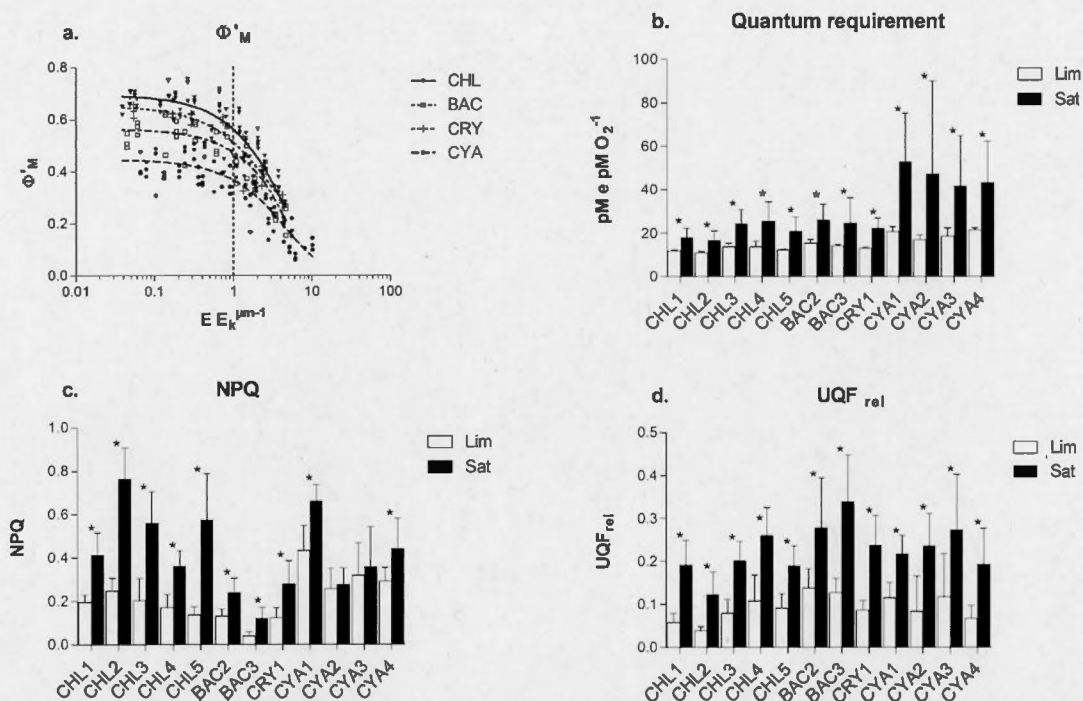 a.
Φ'M
Φ'M
0.8
0.6
0.4
0.2
0.0
0.01
0.1
1
10
100
E Ek μm-1
CHL
BAC
CRY
CYA
b.
Quantum requirement
pM e pM O2-1
100
80
60
40
20
0
Lim
Sat
* * * * * * * * * * * *
CHL1 CHL2 CHL3 CHL4 CHL5 BAC2 BAC3 CRY1 CYA1 CYA2 CYA3 CYA4
c.
NPQ
NPQ
1.0
0.8
0.6
0.4
0.2
0.0
Lim
Sat
* * * * * * * * * *
CHL1 CHL2 CHL3 CHL4 CHL5 BAC2 BAC3 CRY1 CYA1 CYA2 CYA3 CYA4
d.
UQF rel
UQFrel
0.5
0.4
0.3
0.2
0.1
0.0
Lim
Sat
* * * * * * * * * * * *
CHL1 CHL2 CHL3 CHL4 CHL5 BAC2 BAC3 CRY1 CYA1 CYA2 CYA3 CYA4